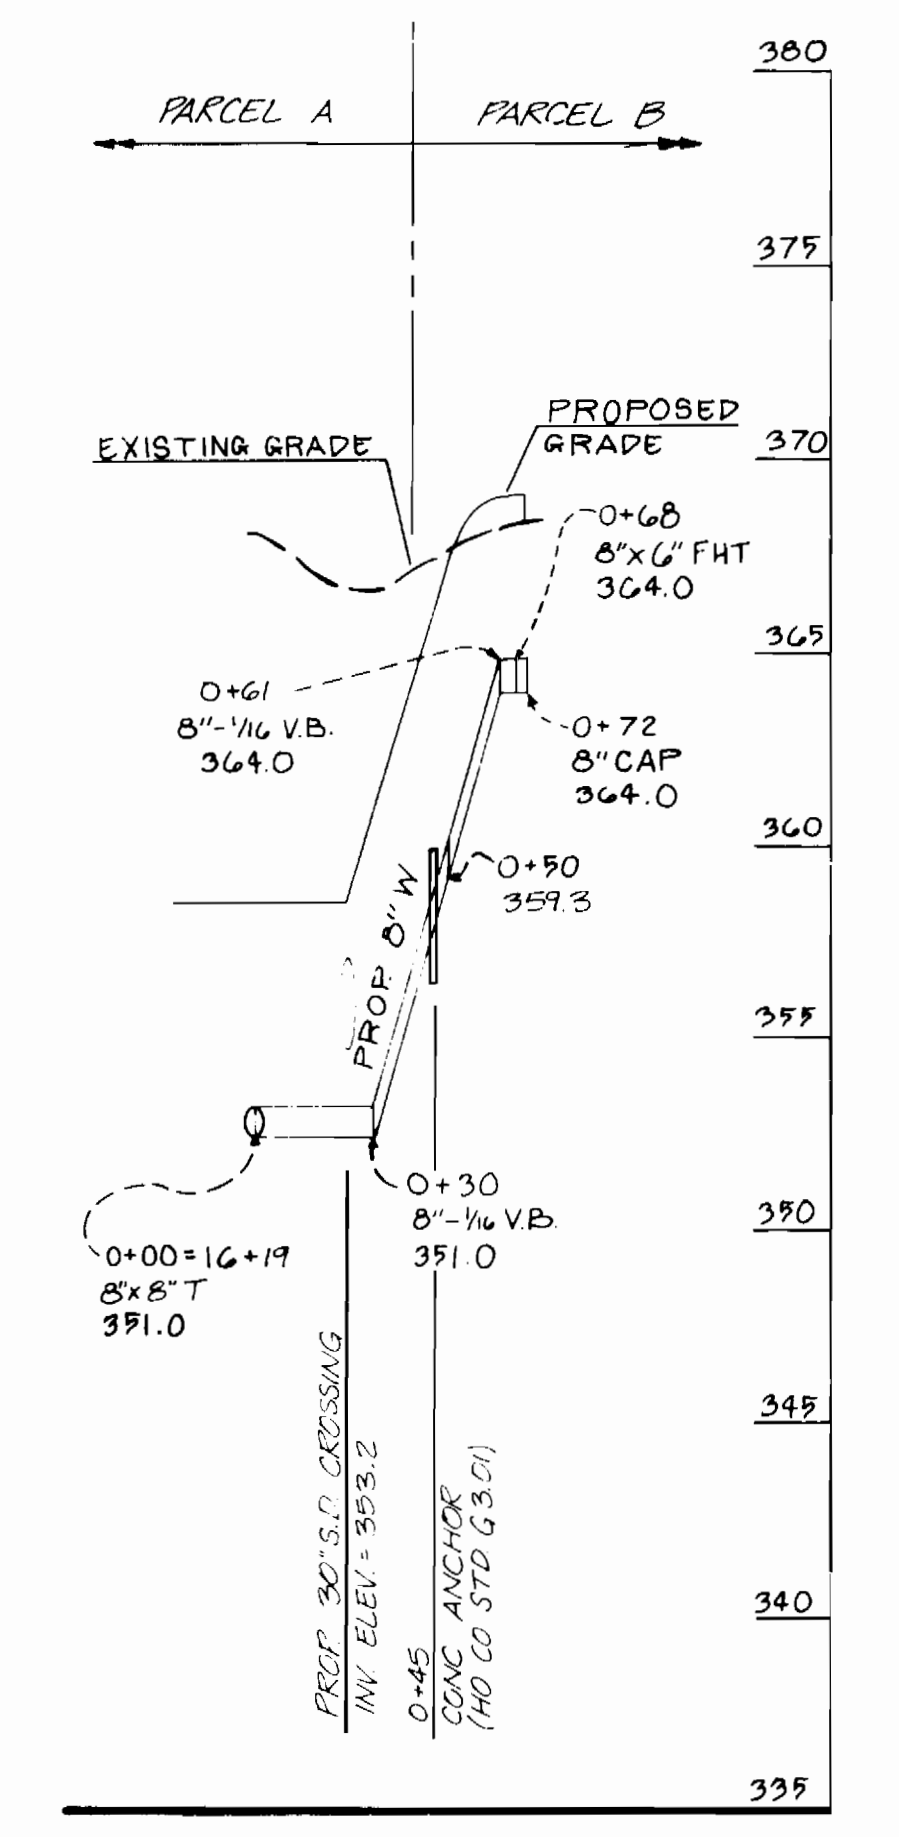 380
PARCEL A
PARCEL B
375
PROPOSED
GRADE
EXISTING GRADE
370
0+68
8"x6" FHT
364.0
365
0+61
8"-1/16 V.B.
364.0
0+72
8" CAP
364.0
360
0+50
359.3
PROP. 8" W
355
0+30
8"-1/16 V.B.
351.0
350
0+00=16+19
8"x8" T
351.0
345
PROP. 30" S.D. CROSSING
INV. ELEV. = 353.2
0+45
CONC ANCHOR
(HO CO STD. G3.01)
340
335